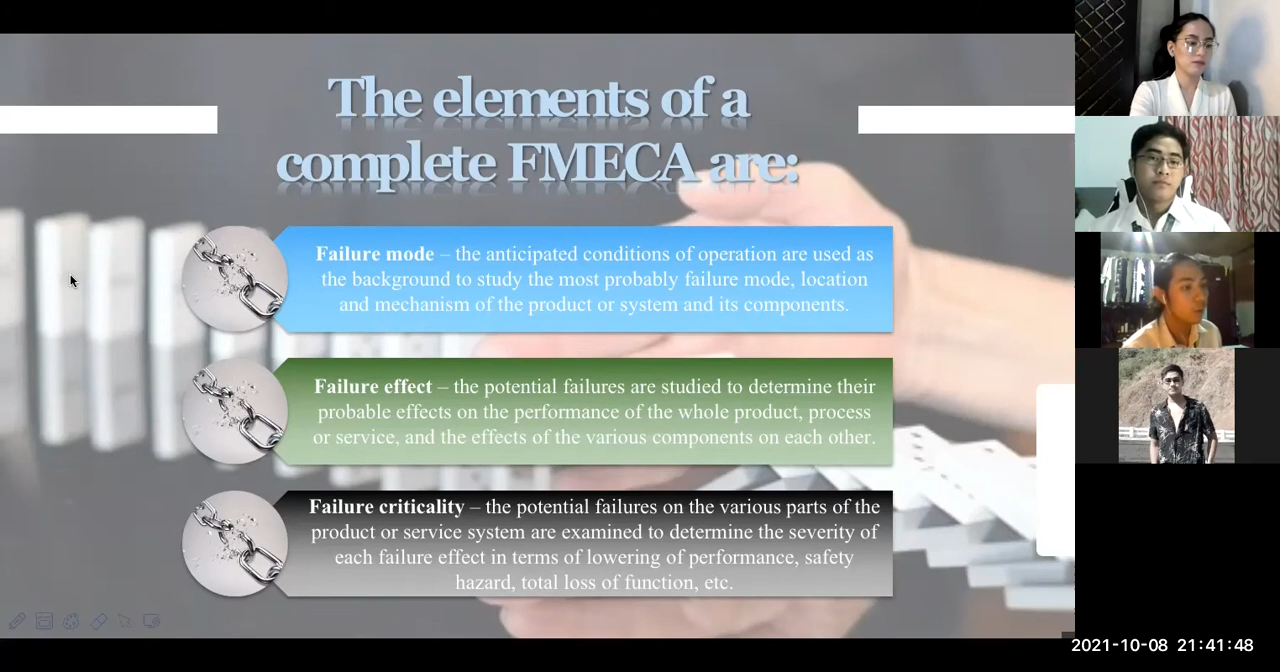 The elements of a
complete FMECA are:
Failure mode – the anticipated conditions of operation are used as
the background to study the most probably failure mode, location
and mechanism of the product or system and its components.
Failure effect – the potential failures are studied to determine their
probable effects on the performance of the whole product, process
or service, and the effects of the various components on each other.
Failure criticality – the potential failures on the various parts of the
product or service system are examined to determine the severity of
each failure effect in terms of lowering of performance, safety
hazard, total loss of function, etc.
2021-10-08 21:41:48